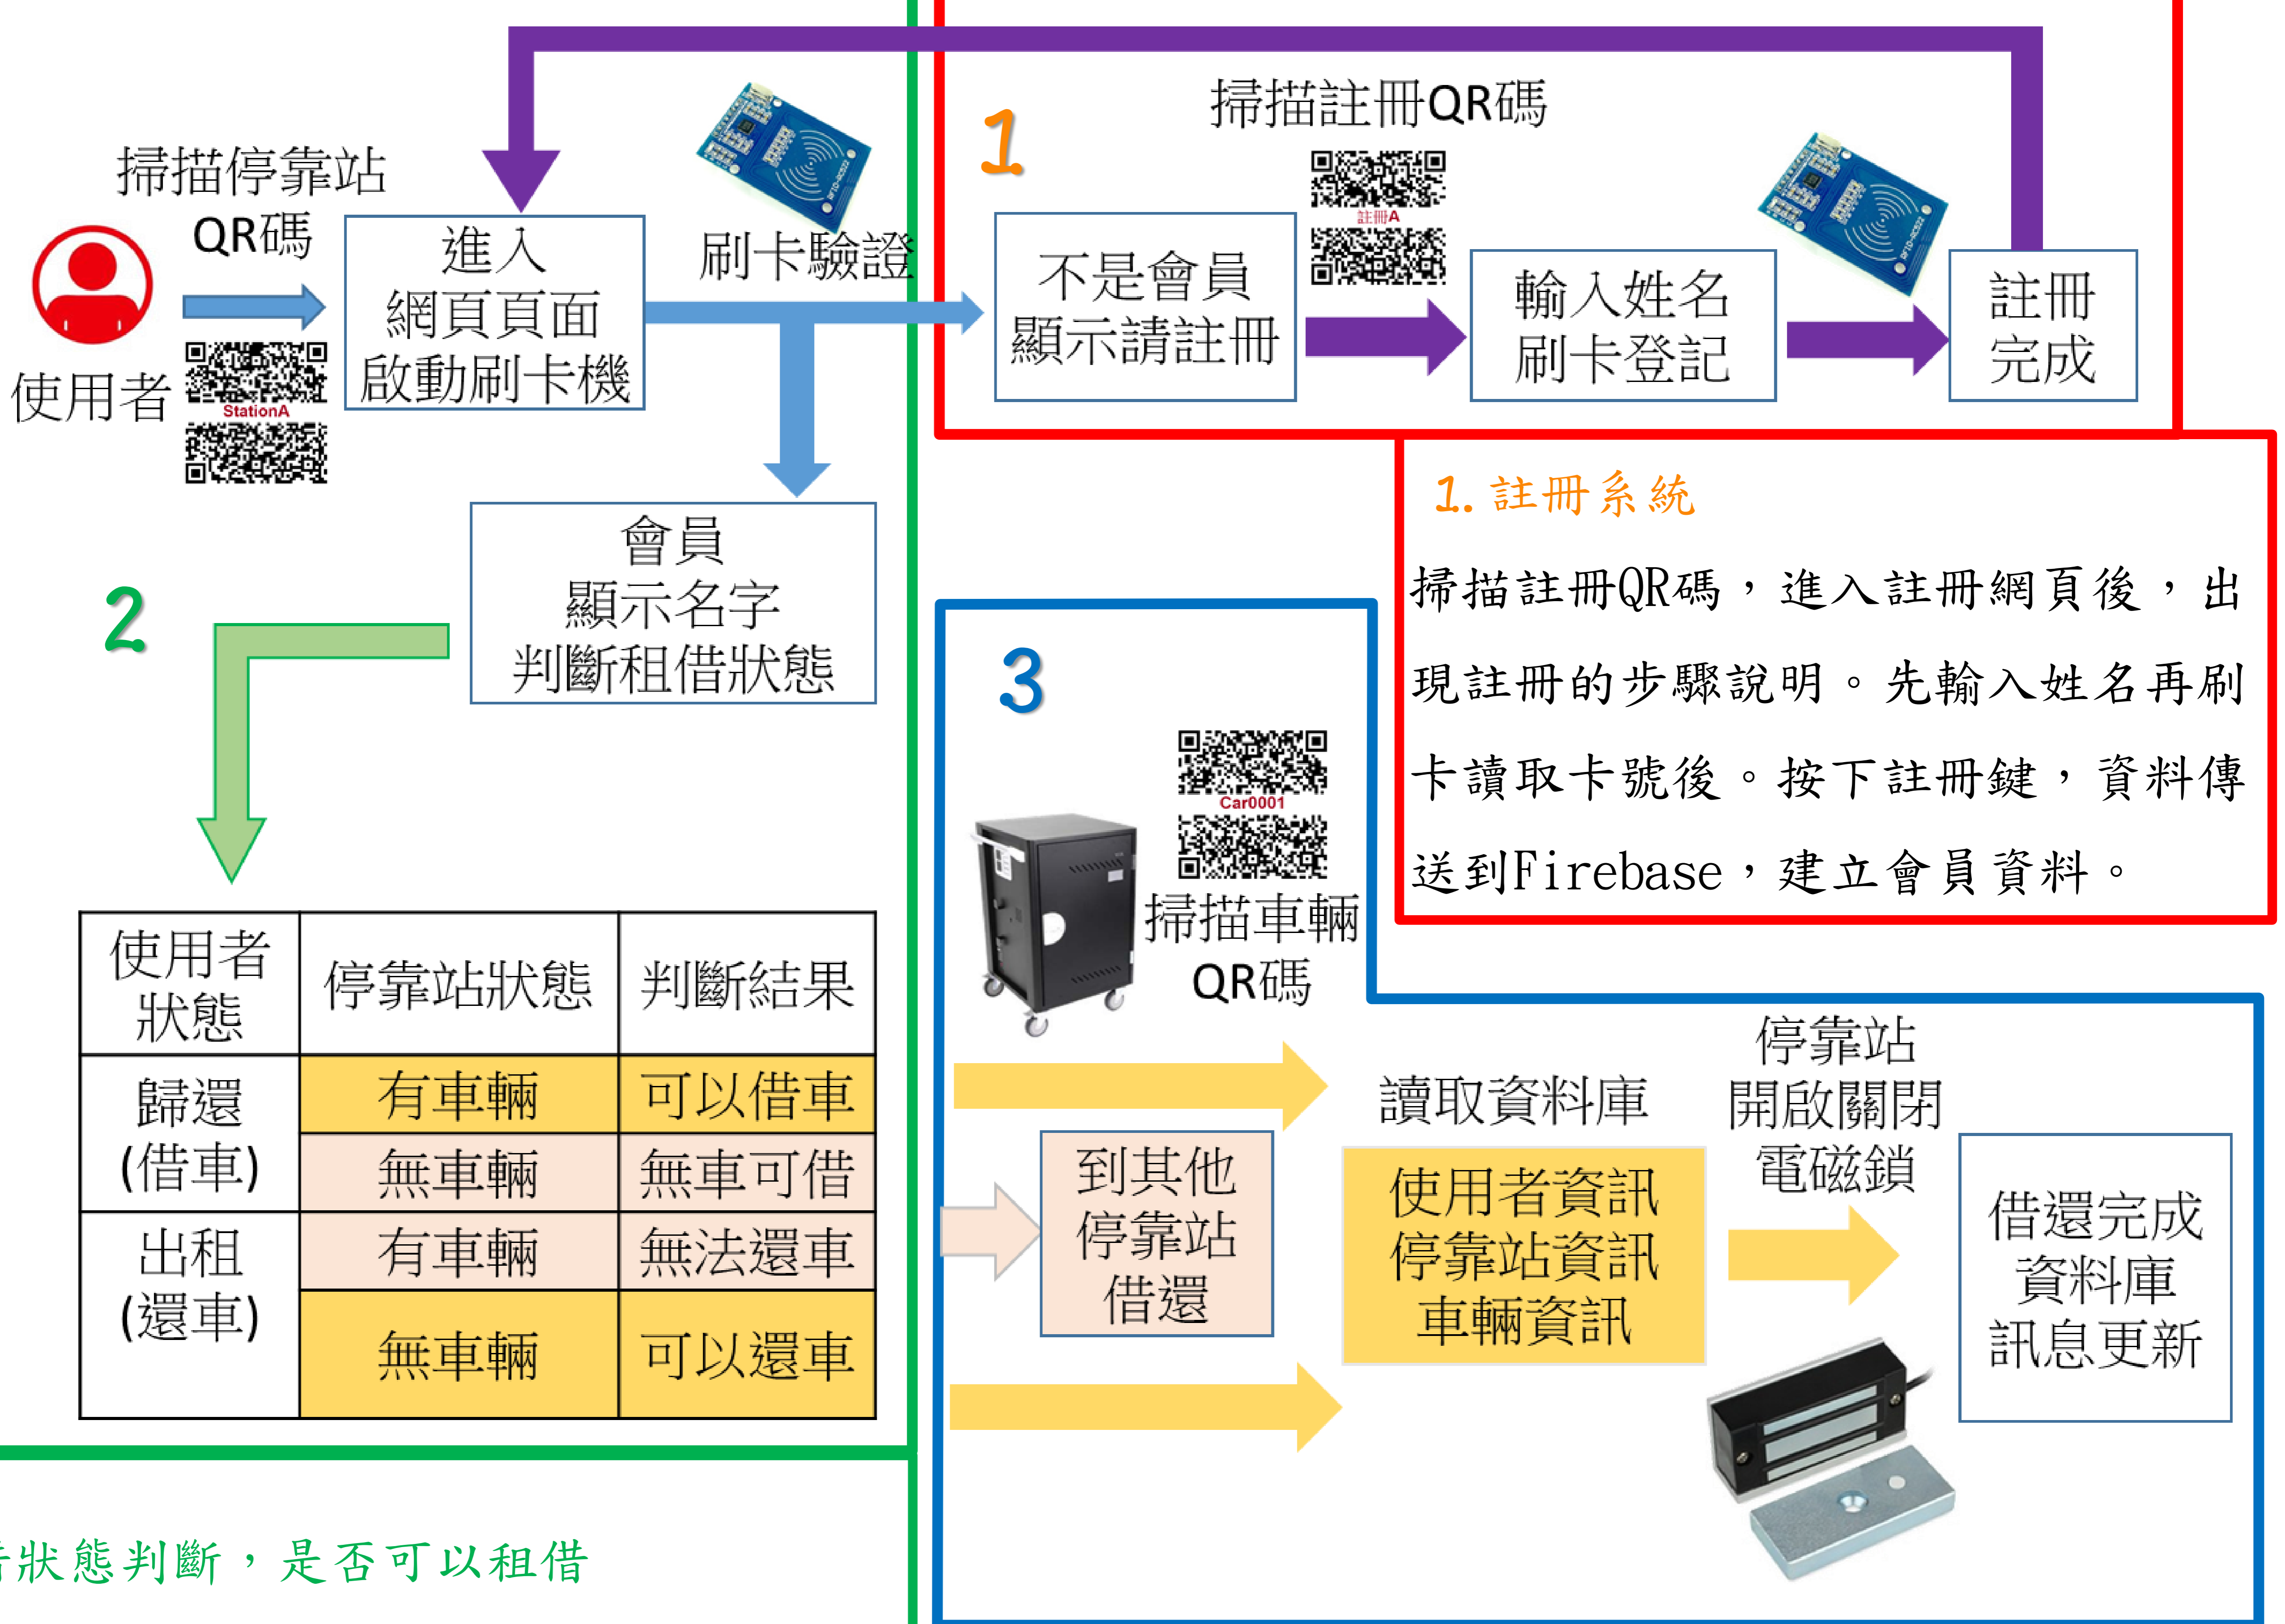 掃描停靠站
QR碼
使用者
StationA
進入
網頁頁面
啟動刷卡機
刷卡驗證
1
掃描註冊QR碼
註冊A
不是會員
顯示請註冊
輸入姓名
刷卡登記
註冊
完成
1. 註冊系統
掃描註冊QR碼，進入註冊網頁後，出
現註冊的步驟說明。先輸入姓名再刷
卡讀取卡號後。按下註冊鍵，資料傳
送到Firebase，建立會員資料。
2
會員
顯示名字
判斷租借狀態
使用者
狀態
停靠站狀態
判斷結果
歸還
(借車)
有車輛
可以借車
無車輛
無車可借
出租
(還車)
有車輛
無法還車
無車輛
可以還車
3
Car0001
掃描車輛
QR碼
到其他
停靠站
借還
讀取資料庫
使用者資訊
停靠站資訊
車輛資訊
停靠站
開啟關閉
電磁鎖
借還完成
資料庫
訊息更新
狀態判斷，是否可以租借